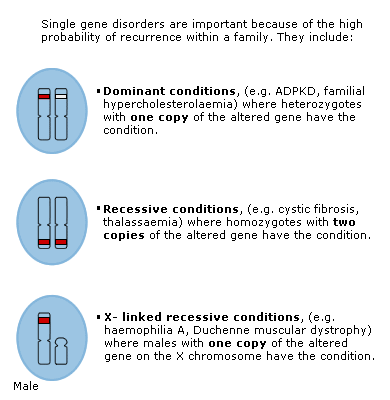 Single gene disorders are important because of the high
probability of recurrence within a family. They include:
▪ Dominant conditions, (e.g. ADPKD, familial
hypercholesterolaemia) where heterozygotes
with one copy of the altered gene have the
condition.
▪ Recessive conditions, (e.g. cystic fibrosis,
thalassaemia) where homozygotes with two
copies of the altered gene have the condition.
▪ X- linked recessive conditions, (e.g.
haemophilia A, Duchenne muscular dystrophy)
where males with one copy of the altered
gene on the X chromosome have the condition.
Male